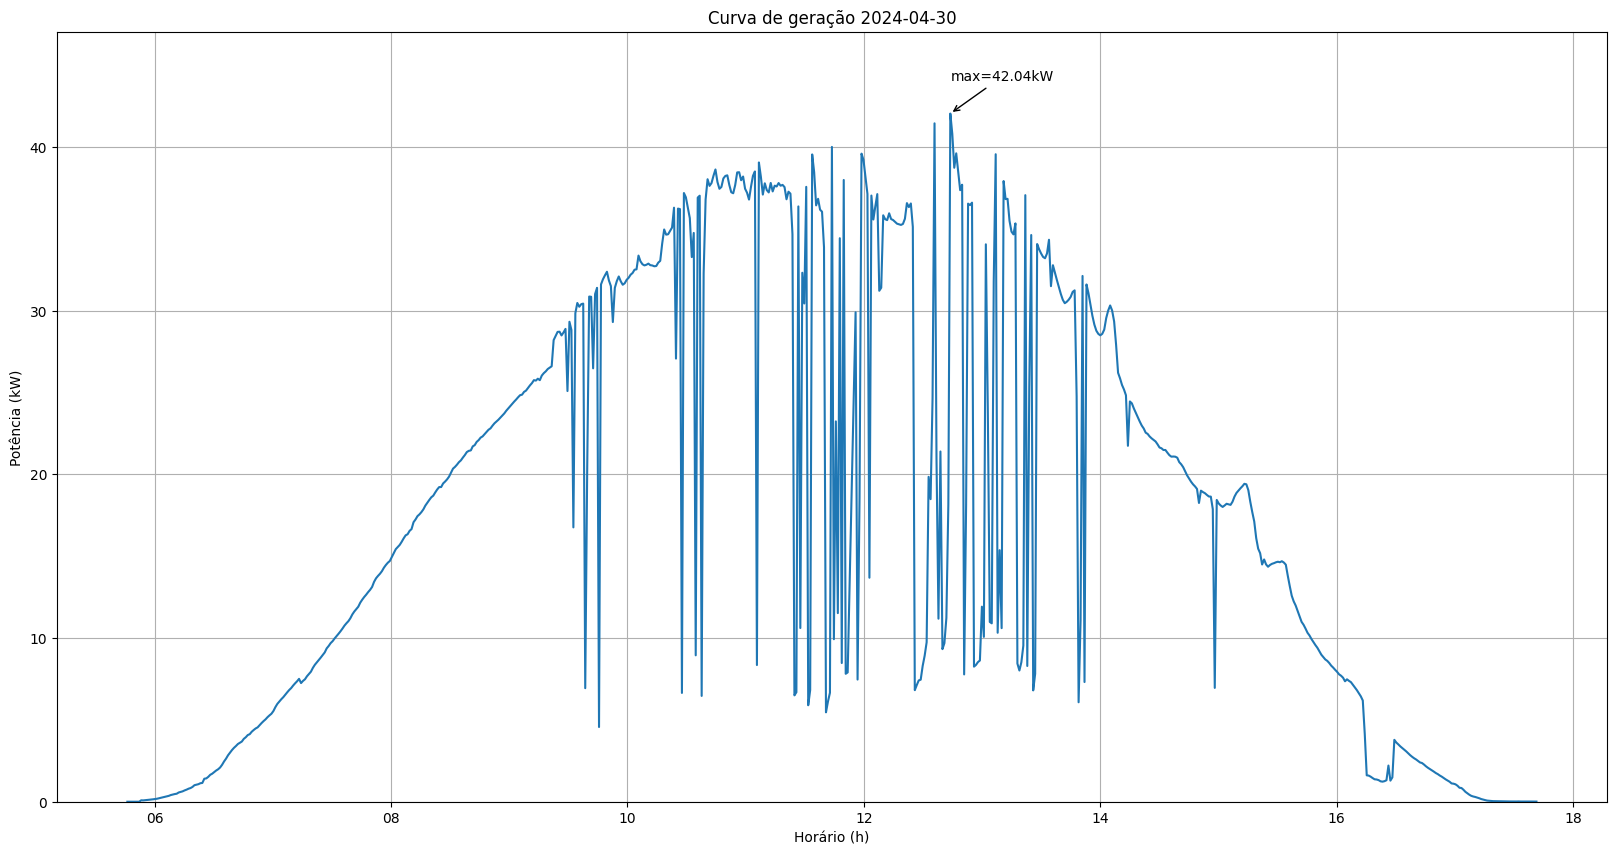 Curva de geração 2024-04-30
max=42.04kW
Potência (kW)
40
30
20
10
0
06 08 10 12 14 16 18
Horário (h)